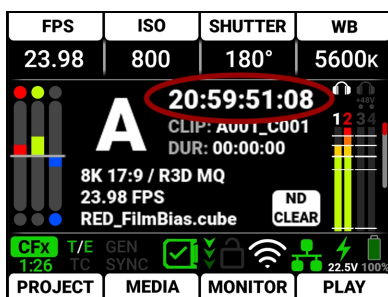 FPS ISO SHUTTER WB
23.98 800 180° 5600K
20:59:51:08
+48V
A CLIP: A001_C001 1 2 3 4
DUR: 00:00:00
8K 17:9 / R3D MQ
23.98 FPS
RED_FilmBias.cube ND CLEAR
CFx T/E GEN
1:26 TC SYNC 22.5V 100%
PROJECT MEDIA MONITOR PLAY